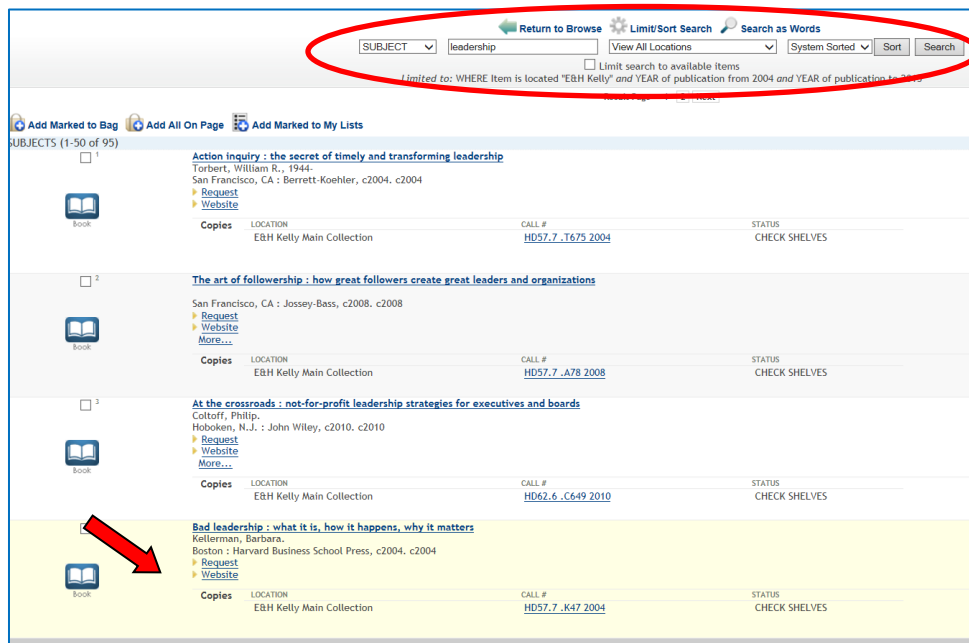 Return to Browse Limit/Sort Search Search as Words
SUBJECT leadership View All Locations System Sorted Sort Search
Limit search to available items
Limited to: WHERE Item is located "E&H Kelly" and YEAR of publication from 2004 and YEAR of publication to
Add Marked to Bag Add All On Page Add Marked to My Lists
SUBJECTS (1-50 of 95)
1 Action inquiry : the secret of timely and transforming leadership
Torbert, William R., 1944-
San Francisco, CA : Berrett-Koehler, c2004. c2004
Request
Website
Book
Copies LOCATION CALL # STATUS
E&H Kelly Main Collection HD57.7 .T675 2004 CHECK SHELVES
2 The art of followership : how great followers create great leaders and organizations
San Francisco, CA : Jossey-Bass, c2008. c2008
Request
Website
More...
Book
Copies LOCATION CALL # STATUS
E&H Kelly Main Collection HD57.7 .A78 2008 CHECK SHELVES
3 At the crossroads : not-for-profit leadership strategies for executives and boards
Coltoff, Philip.
Hoboken, N.J. : John Wiley, c2010. c2010
Request
Website
More...
Book
Copies LOCATION CALL # STATUS
E&H Kelly Main Collection HD62.6 .C649 2010 CHECK SHELVES
Bad leadership : what it is, how it happens, why it matters
Kellerman, Barbara.
Boston : Harvard Business School Press, c2004. c2004
Request
Website
Book
Copies LOCATION CALL # STATUS
E&H Kelly Main Collection HD57.7 .K47 2004 CHECK SHELVES